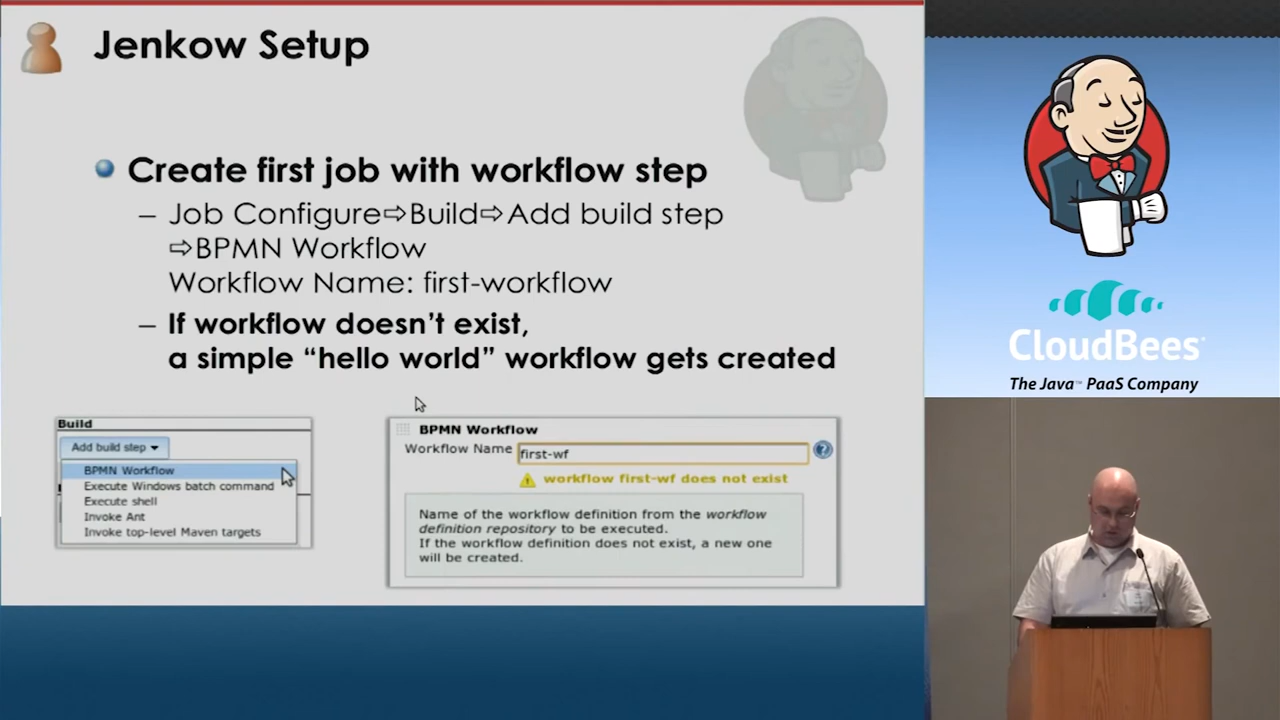 Jenkow Setup
Create first job with workflow step
– Job Configure⇨Build⇨Add build step
⇨BPMN Workflow
Workflow Name: first-workflow
– If workflow doesn't exist,
a simple “hello world” workflow gets created
Build
Add build step
BPMN Workflow
Execute Windows batch command
Execute shell
Invoke Ant
Invoke top-level Maven targets
BPMN Workflow
Workflow Name first-wf
workflow first-wf does not exist
Name of the workflow definition from the workflow
definition repository to be executed.
If the workflow definition does not exist, a new one
will be created.
CloudBees
The Java™ PaaS Company